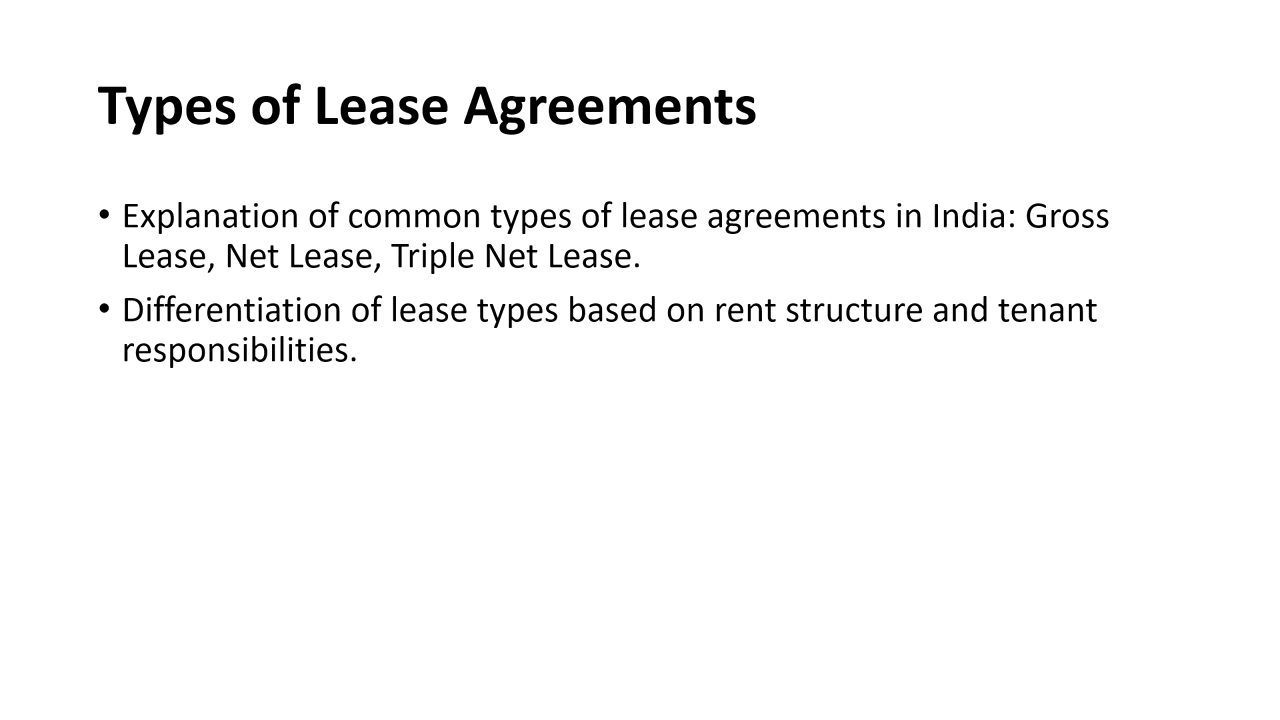 Types of Lease Agreements
• Explanation of common types of lease agreements in India: Gross
Lease, Net Lease, Triple Net Lease.
• Differentiation of lease types based on rent structure and tenant
responsibilities.